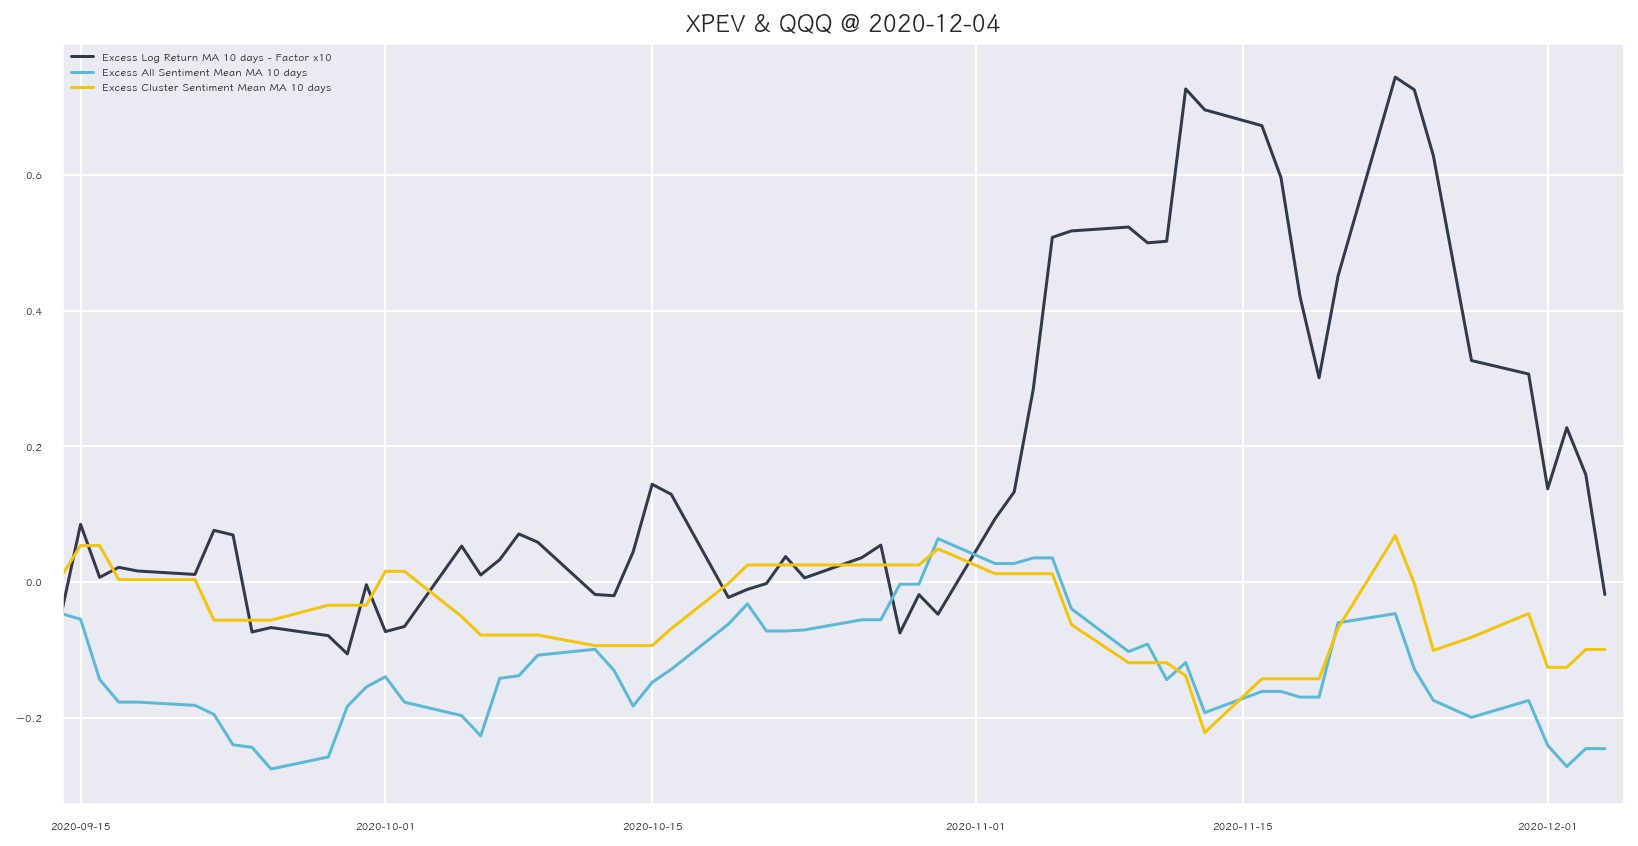 XPEV & QQQ @ 2020-12-04
Excess Log Return MA 10 days - Factor x10
Excess All Sentiment Mean MA 10 days
Excess Cluster Sentiment Mean MA 10 days
0.6
0.4
0.2
0.0
−0.2
2020-09-15 2020-10-01 2020-10-15 2020-11-01 2020-11-15 2020-12-01